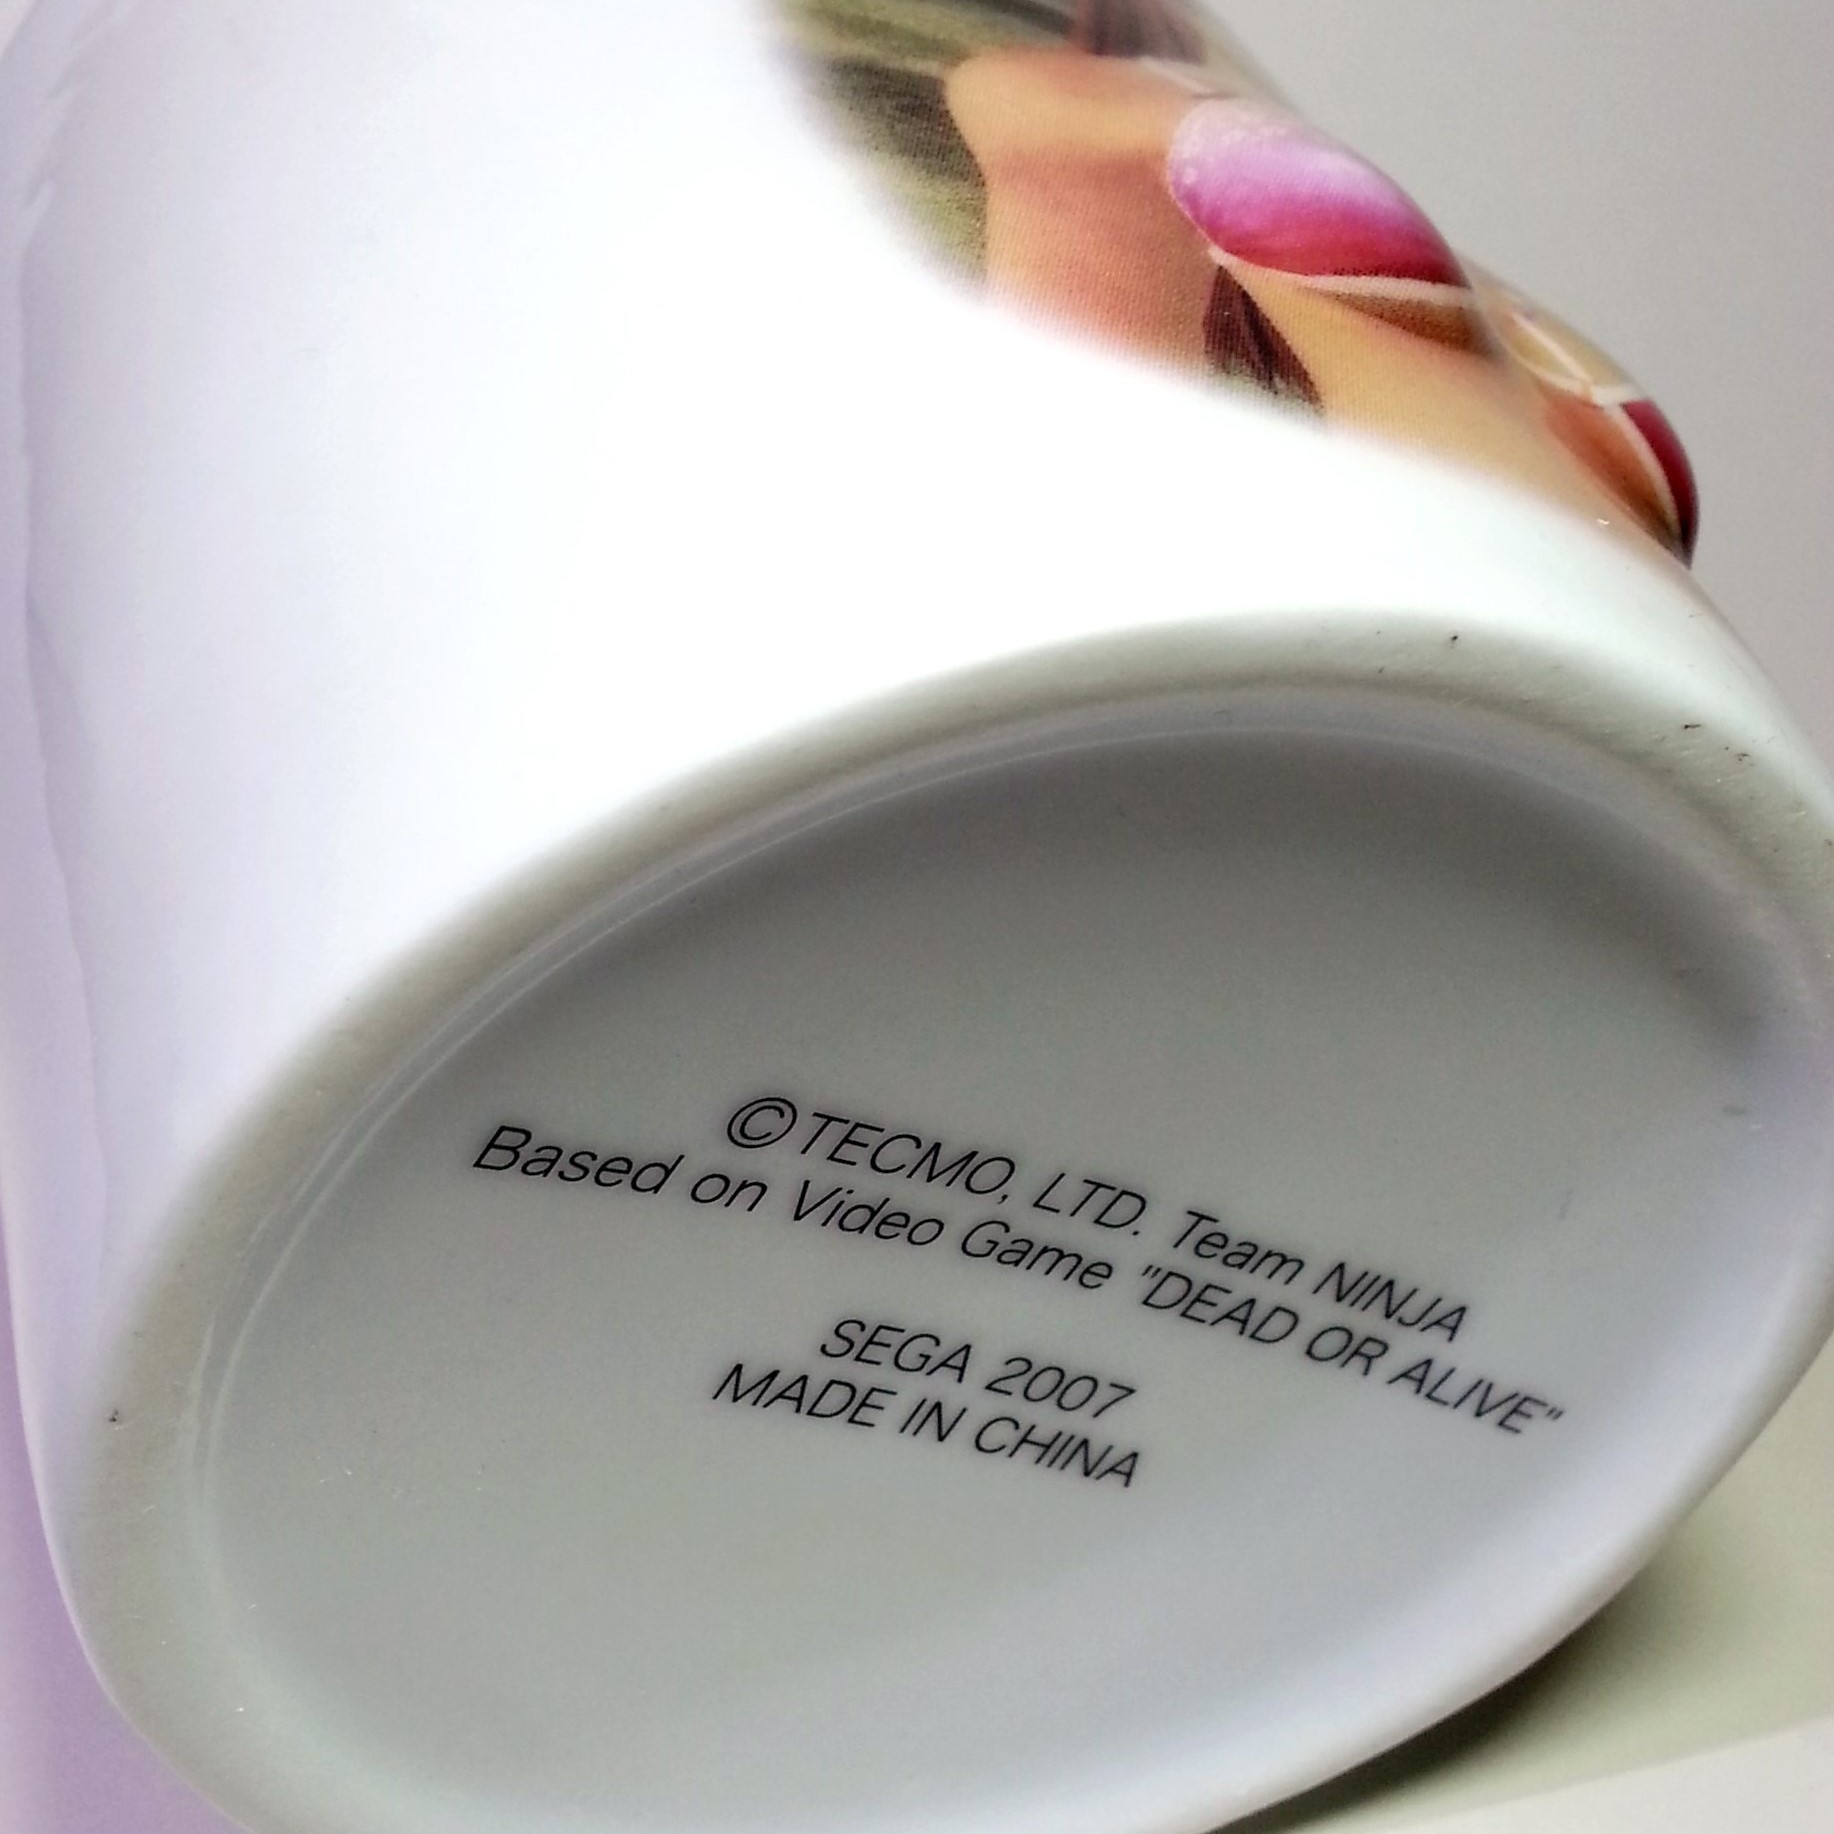 ©TECMO, LTD. Team NINJA
Based on Video Game "DEAD OR ALIVE"
SEGA 2007
MADE IN CHINA